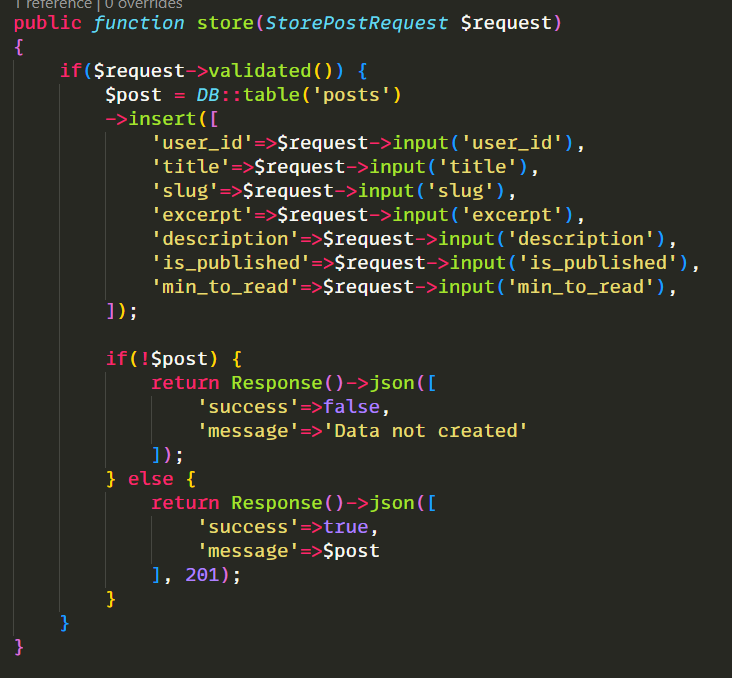 1 reference | 0 overrides
public function store(StorePostRequest $request)
{
    if($request->validated()) {
        $post = DB::table('posts')
        ->insert([
            'user_id'=>$request->input('user_id'),
            'title'=>$request->input('title'),
            'slug'=>$request->input('slug'),
            'excerpt'=>$request->input('excerpt'),
            'description'=>$request->input('description'),
            'is_published'=>$request->input('is_published'),
            'min_to_read'=>$request->input('min_to_read'),
        ]);

        if(!$post) {
            return Response()->json([
                'success'=>false,
                'message'=>'Data not created'
            ]);
        } else {
            return Response()->json([
                'success'=>true,
                'message'=>$post
            ], 201);
        }
    }
}